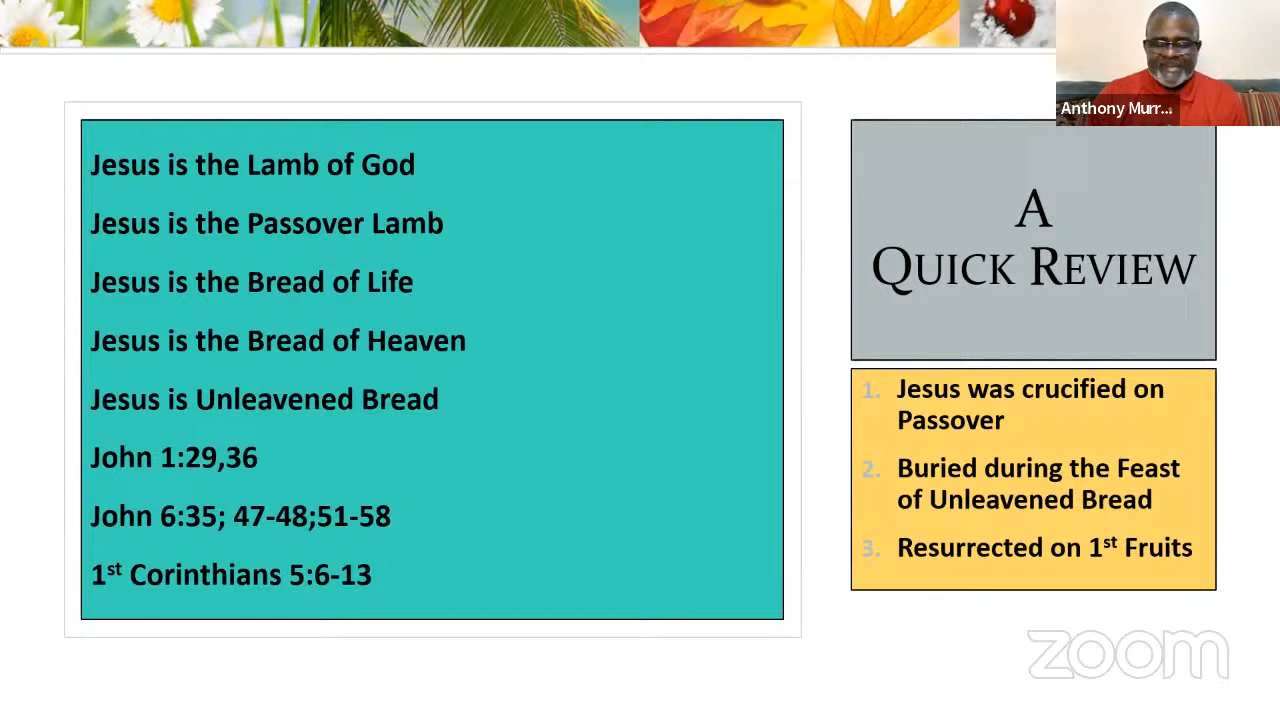 Anthony Murr...
Jesus is the Lamb of God
Jesus is the Passover Lamb
Jesus is the Bread of Life
Jesus is the Bread of Heaven
Jesus is Unleavened Bread
John 1:29,36
John 6:35; 47-48;51-58
1st Corinthians 5:6-13
A
QUICK REVIEW
1. Jesus was crucified on
Passover
2. Buried during the Feast
of Unleavened Bread
3. Resurrected on 1st Fruits
zoom